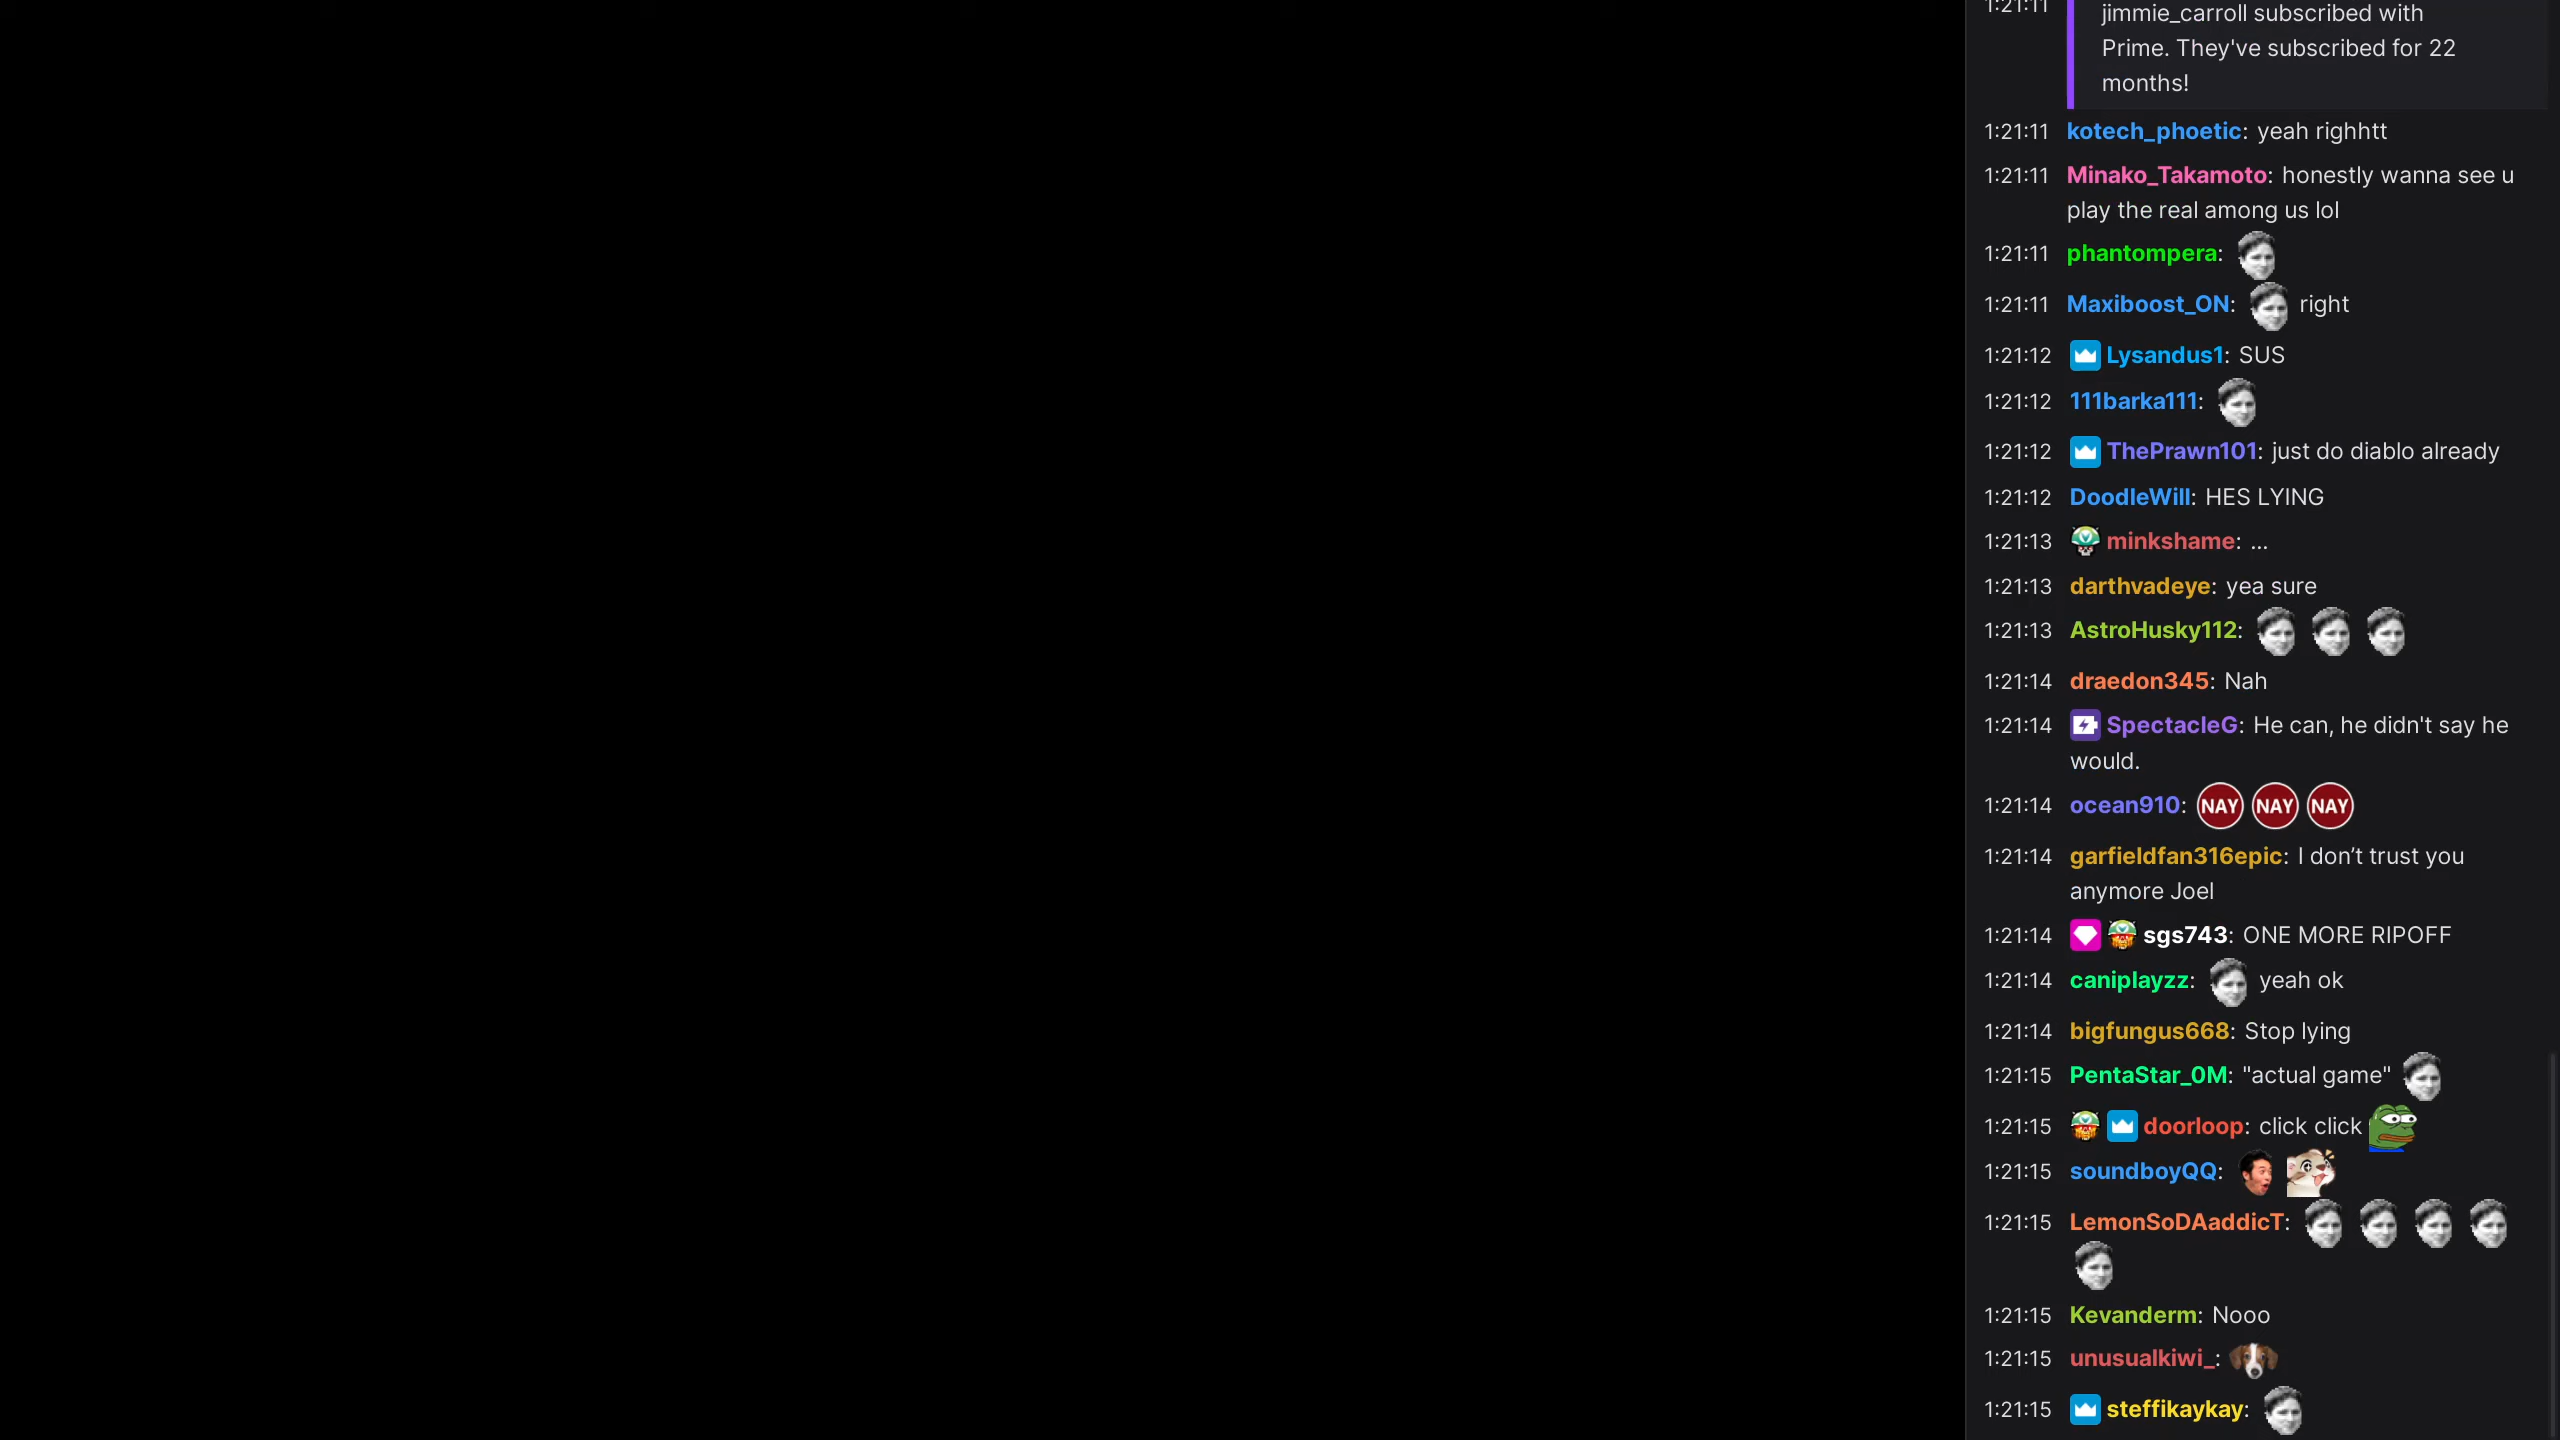 1:21:11 jimmie_carroll subscribed with
Prime. They've subscribed for 22
months!
1:21:11 kotech_phoetic: yeah righhtt
1:21:11 Minako_Takamoto: honestly wanna see u
play the real among us lol
1:21:11 phantompera:
1:21:11 Maxiboost_ON: right
1:21:12 Lysandus1: SUS
1:21:12 111barka111:
1:21:12 ThePrawn101: just do diablo already
1:21:12 DoodleWill: HES LYING
1:21:13 minkshame: ...
1:21:13 darthvadeye: yea sure
1:21:13 AstroHusky112:
1:21:14 draedon345: Nah
1:21:14 SpectacleG: He can, he didn't say he
would.
1:21:14 ocean910: NAY NAY NAY
1:21:14 garfieldfan316epic: I don’t trust you
anymore Joel
1:21:14 sgs743: ONE MORE RIPOFF
1:21:14 caniplayzz: yeah ok
1:21:14 bigfungus668: Stop lying
1:21:15 PentaStar_0M: "actual game"
1:21:15 doorloop: click click
1:21:15 soundboyQQ:
1:21:15 LemonSoDAaddicT:
1:21:15 Kevanderm: Nooo
1:21:15 unusualkiwi_:
1:21:15 steffikaykay: